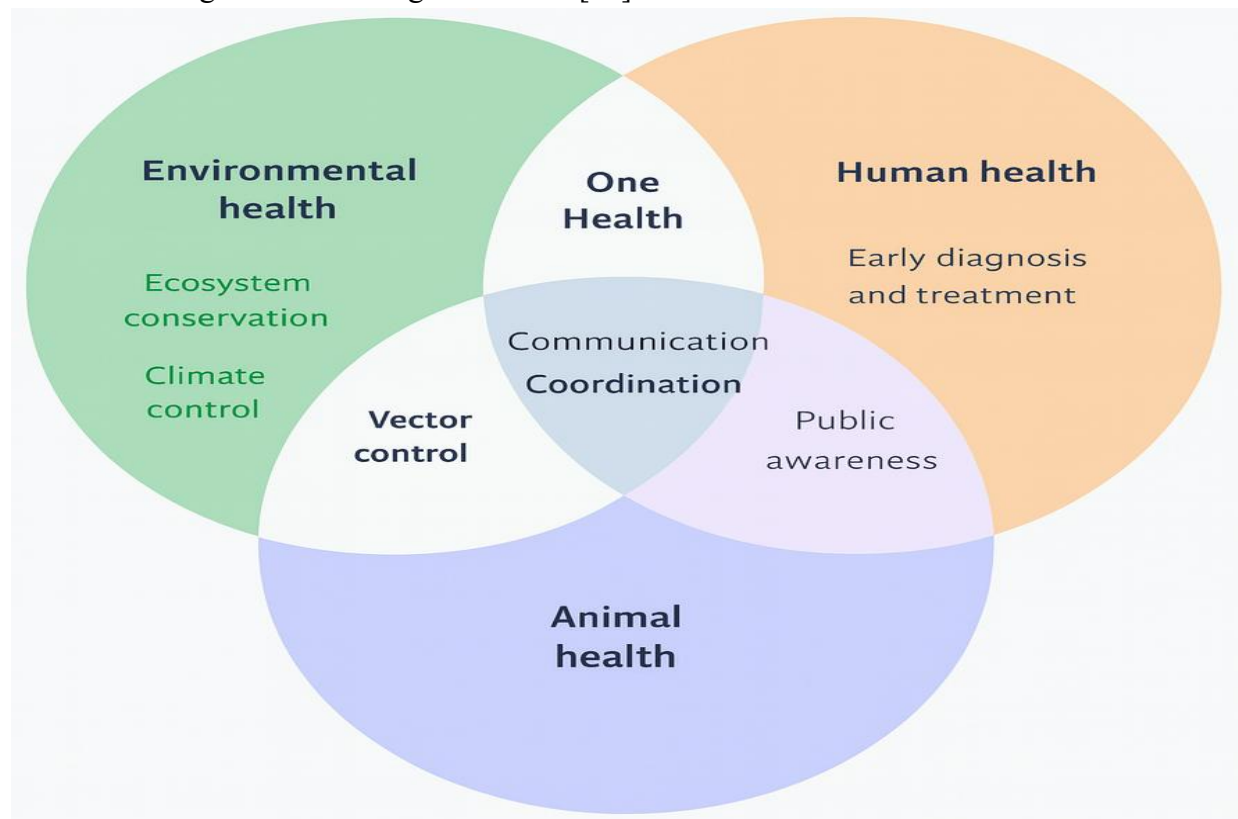 Environmental
health
Ecosystem
conservation
Climate
control
One
Health
Human health
Early diagnosis
and treatment
Communication
Coordination
Vector
control
Public
awareness
Animal
health